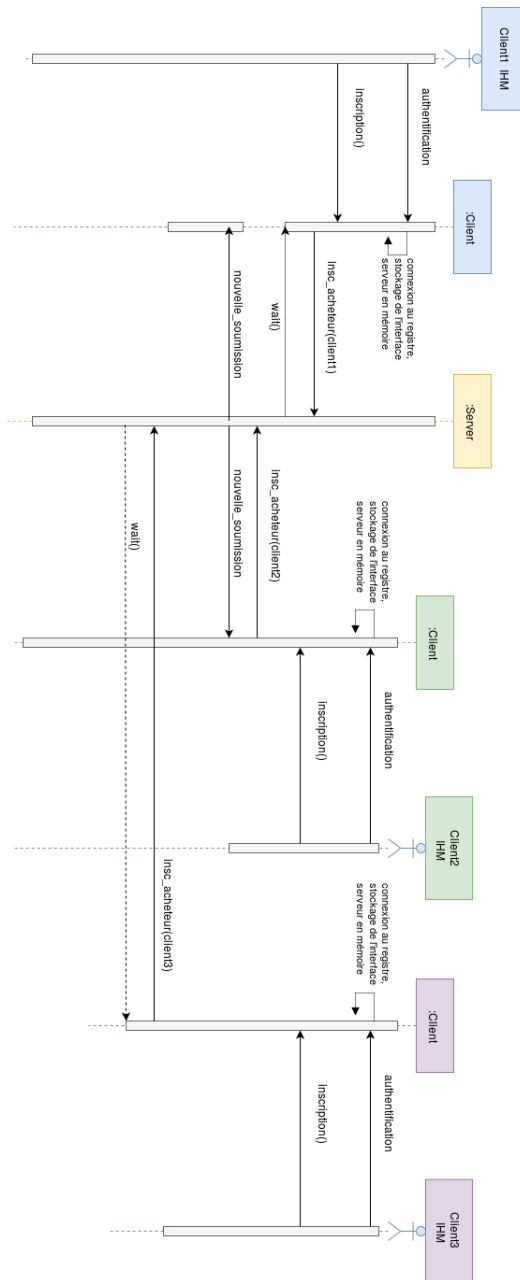 Client1 IHM
:Client
:Server
:Client
Client2
IHM
:Client
Client3
IHM
authentification
inscription()
connexion au registre,
stockage de l'interface
serveur en mémoire
insc_acheteur(client1)
wait()
nouvelle_soumission
connexion au registre,
stockage de l'interface
serveur en mémoire
authentification
inscription()
insc_acheteur(client2)
nouvelle_soumission
connexion au registre,
stockage de l'interface
serveur en mémoire
authentification
inscription()
insc_acheteur(client3)
wait()